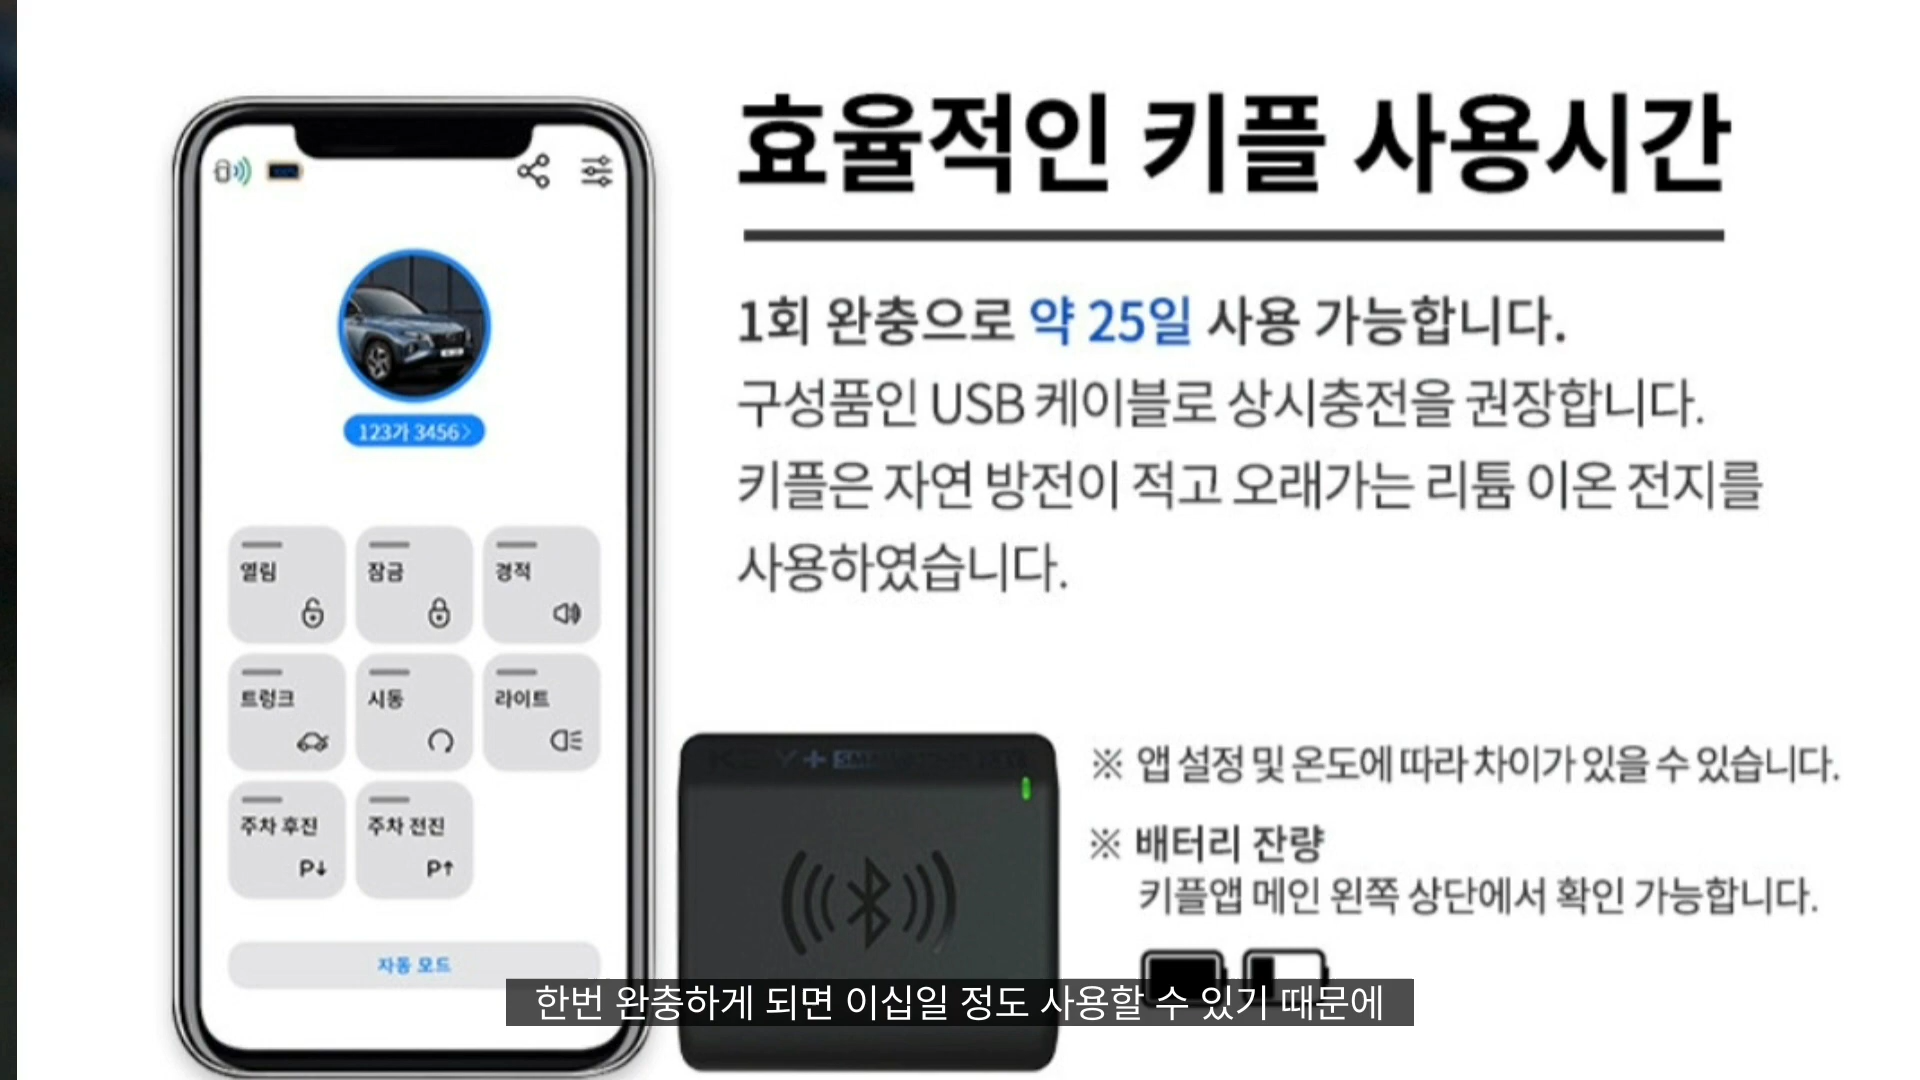 효율적인 키플 사용시간
1회 완충으로 약 25일 사용 가능합니다.
구성품인 USB 케이블로 상시충전을 권장합니다.
키플은 자연 방전이 적고 오래가는 리튬 이온 전지를
사용하였습니다.
123가 3456>
열림
잠금
경적
트렁크
시동
라이트
주차 후진
P↓
주차 전진
P↑
자동 모드
※ 앱 설정 및 온도에 따라 차이가 있을 수 있습니다.
※ 배터리 잔량
키플앱 메인 왼쪽 상단에서 확인 가능합니다.
한번 완충하게 되면 이십일 정도 사용할 수 있기 때문에